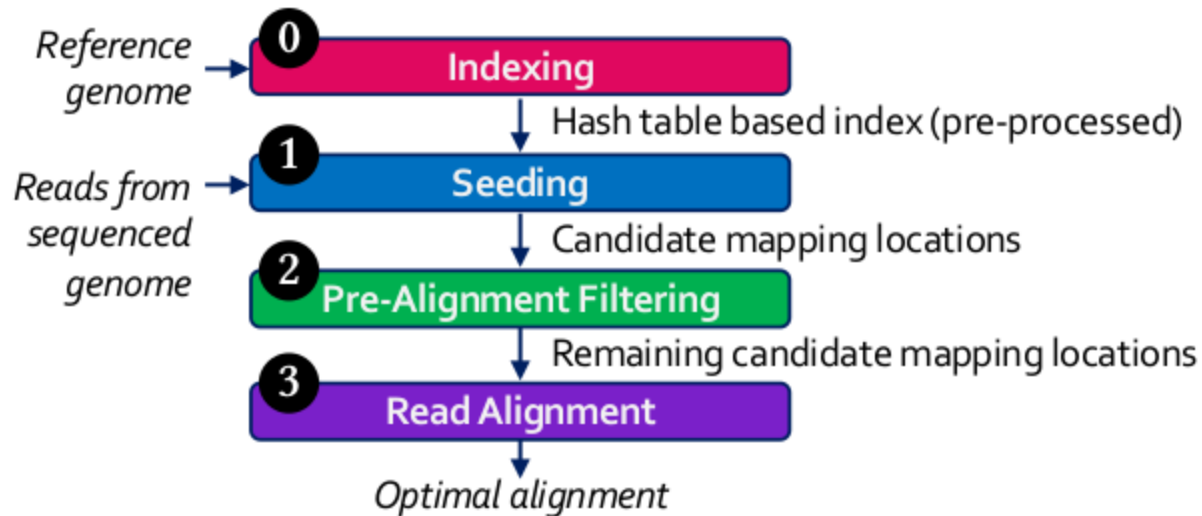 Reference
genome
0
Indexing
Hash table based index (pre-processed)
Reads from
sequenced
genome
1
Seeding
Candidate mapping locations
2
Pre-Alignment Filtering
Remaining candidate mapping locations
3
Read Alignment
Optimal alignment